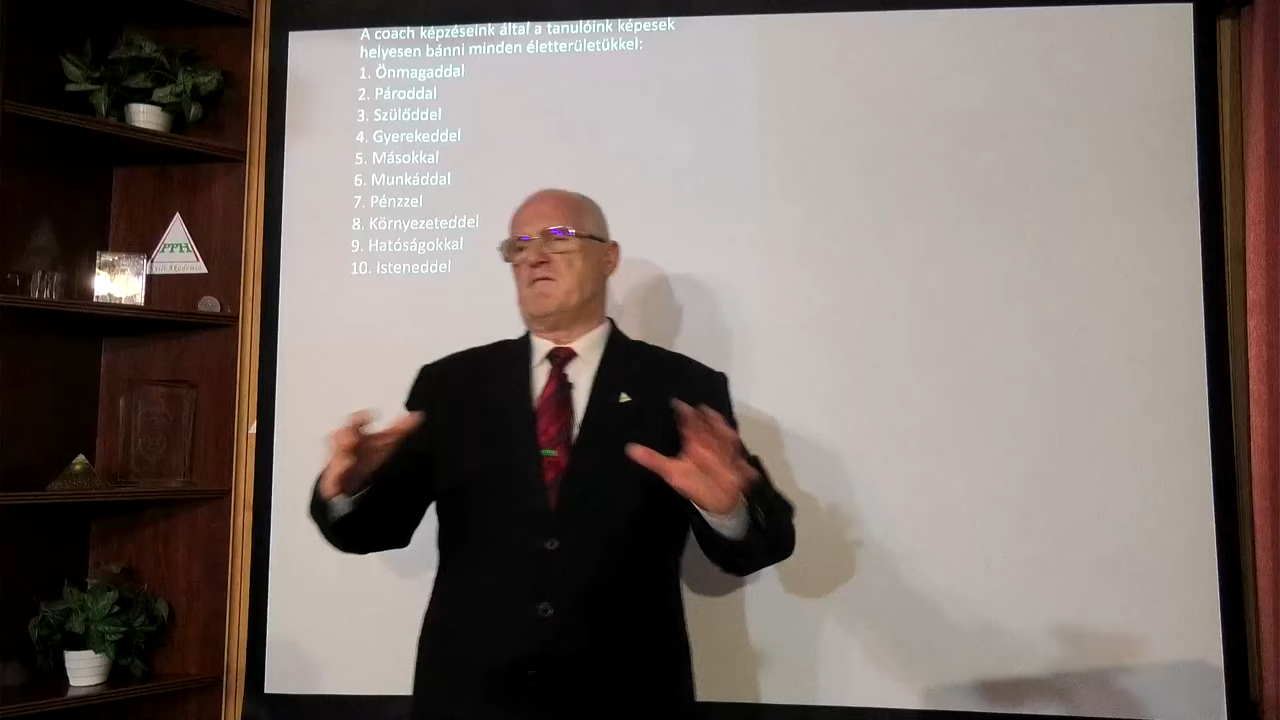 A coach képzéseink által a tanulóink képesek
helyesen bánni minden életterületükkel:
1. Önmagaddal
2. Pároddal
3. Szülőddel
4. Gyerekeddel
5. Másokkal
6. Munkáddal
7. Pénzzel
8. Környezeteddel
9. Hatóságokkal
10. Isteneddel